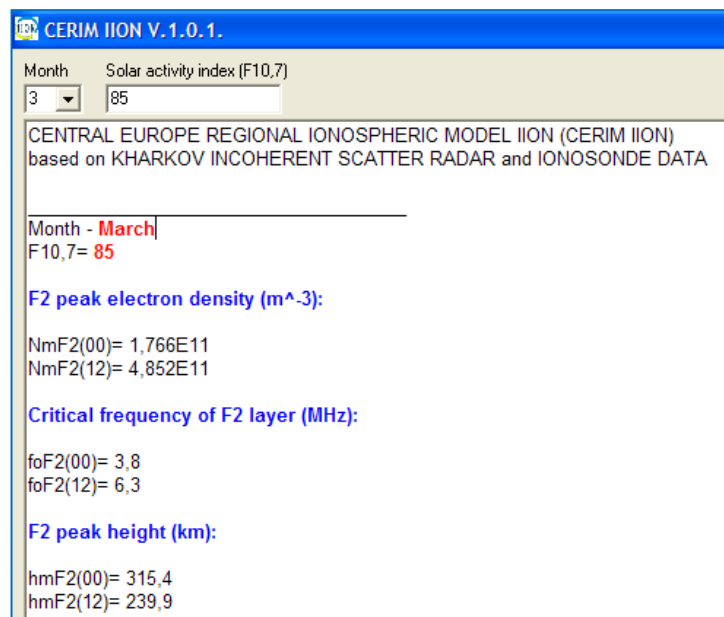 CERIM IION V.1.0.1.
Month Solar activity index (F10,7)
3 85
CENTRAL EUROPE REGIONAL IONOSPHERIC MODEL IION (CERIM IION)
based on KHARKOV INCOHERENT SCATTER RADAR and IONOSONDE DATA
Month - March
F10,7= 85
F2 peak electron density (m^-3):
NmF2(00)= 1,766E11
NmF2(12)= 4,852E11
Critical frequency of F2 layer (MHz):
foF2(00)= 3,8
foF2(12)= 6,3
F2 peak height (km):
hmF2(00)= 315,4
hmF2(12)= 239,9